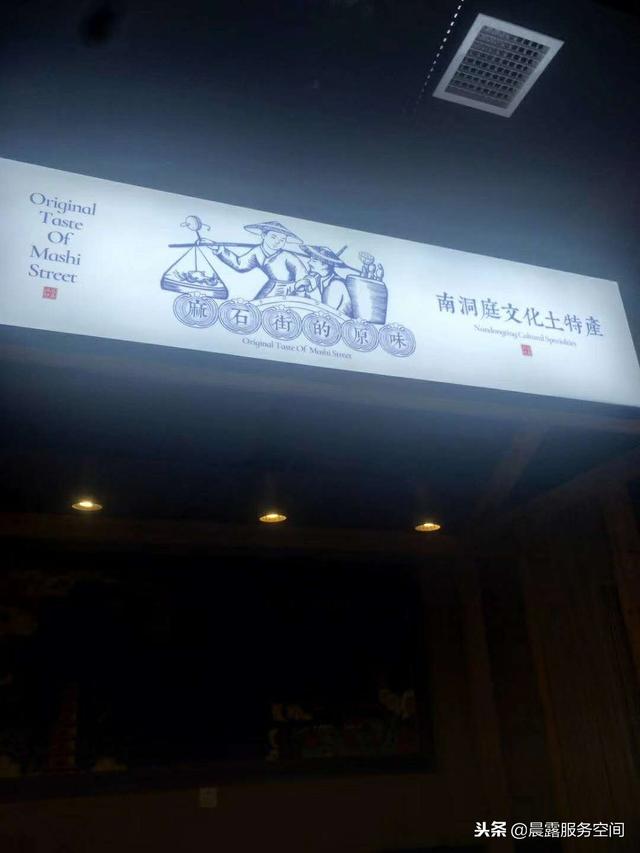 Original
Taste
Of
Mashi
Street
麻石街的原味
Original Taste Of Mashi Street
南洞庭文化土特產
Nandongting Cultural Specialties
头条 @晨露服务空间